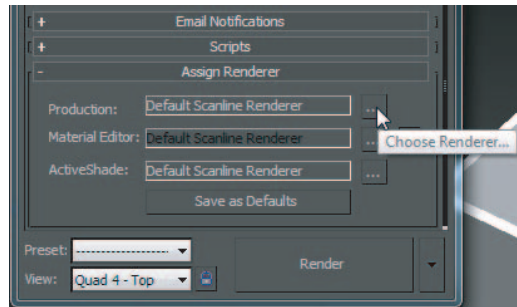 + Email Notifications
+ Scripts
- Assign Renderer
Production: Default Scanline Renderer ...
Material Editor: Default Scanline Renderer ...
Choose Renderer...
ActiveShade: Default Scanline Renderer ...
Save as Defaults
Preset: --------------------
View: Quad 4 - Top
Render